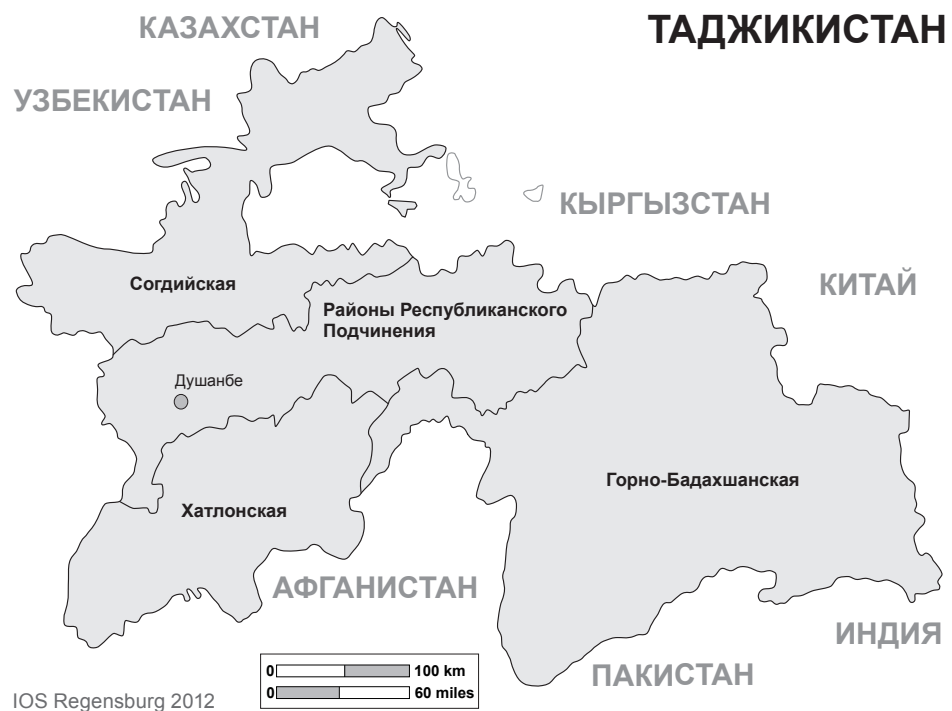 КАЗАХСТАН
ТАДЖИКИСТАН
УЗБЕКИСТАН
КЫРГЫЗСТАН
КИТАЙ
Согдийская
Районы Республиканского
Подчинения
Душанбе
Горно-Бадахшанская
Хатлонская
АФГАНИСТАН
ИНДИЯ
ПАКИСТАН
0 100 km
0 60 miles
IOS Regensburg 2012